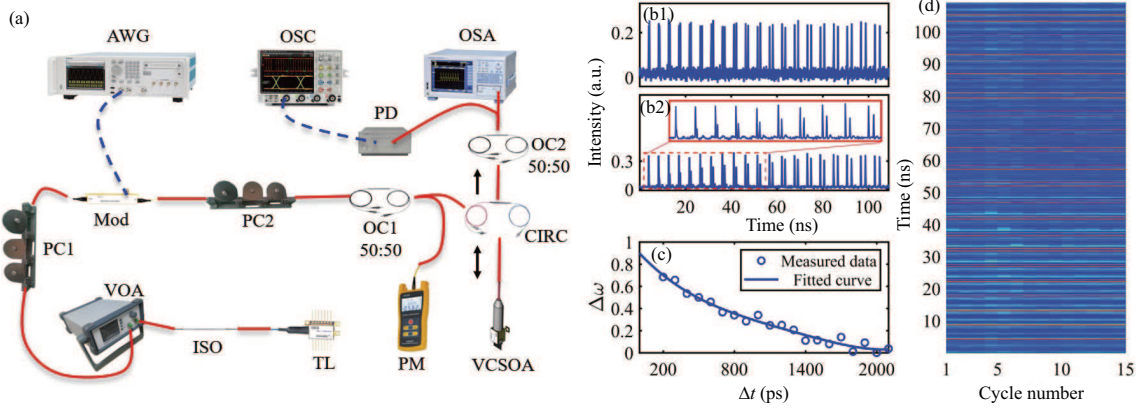 (a)
AWG
OSC
OSA
PD
OC2
50:50
Mod
PC2
OC1
50:50
CIRC
PC1
VOA
ISO
TL
PM
VCSOA
(b1)
0.2
0
(b2)
0.3
0
Intensity (a.u.)
20 40 60 80 100
Time (ns)
(c)
Measured data
Fitted curve
1
0.8
0.6
0.4
0.2
0
Δω
200 800 1400 2000
Δt (ps)
(d)
100
90
80
70
60
50
40
30
20
10
Time (ns)
1 5 10 15
Cycle number